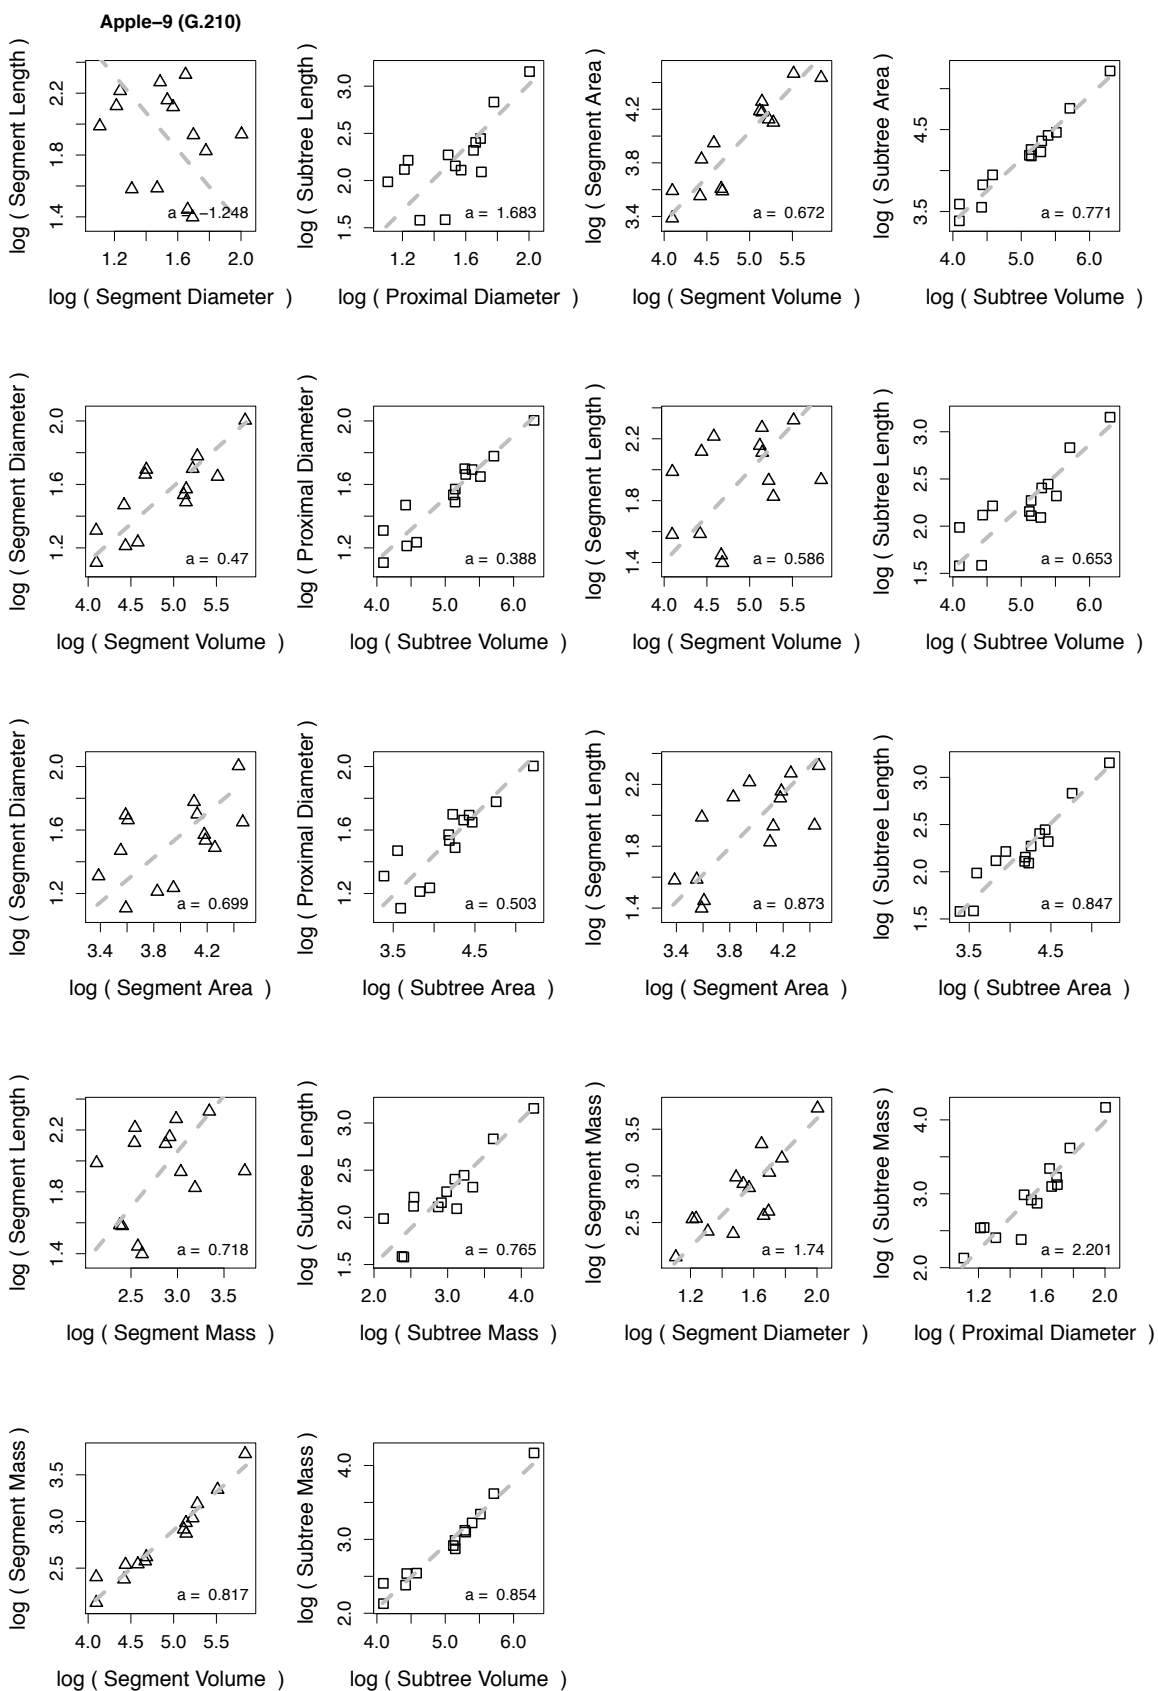 Apple−9 (G.210)
log ( Segment Length )
1.4 1.8 2.2
a = −1.248
1.2 1.6 2.0
log ( Segment Diameter )
log ( Subtree Length )
1.5 2.0 2.5 3.0
a = 1.683
1.2 1.6 2.0
log ( Proximal Diameter )
log ( Segment Area )
3.4 3.8 4.2
a = 0.672
4.0 4.5 5.0 5.5
log ( Segment Volume )
log ( Subtree Area )
3.5 4.5
a = 0.771
4.0 5.0 6.0
log ( Subtree Volume )
log ( Segment Diameter )
1.2 1.6 2.0
a = 0.47
4.0 4.5 5.0 5.5
log ( Segment Volume )
log ( Proximal Diameter )
1.2 1.6 2.0
a = 0.388
4.0 5.0 6.0
log ( Subtree Volume )
log ( Segment Length )
1.4 1.8 2.2
a = 0.586
4.0 4.5 5.0 5.5
log ( Segment Volume )
log ( Subtree Length )
1.5 2.0 2.5 3.0
a = 0.653
4.0 5.0 6.0
log ( Subtree Volume )
log ( Segment Diameter )
1.2 1.6 2.0
a = 0.699
3.4 3.8 4.2
log ( Segment Area )
log ( Proximal Diameter )
1.2 1.6 2.0
a = 0.503
3.5 4.5
log ( Subtree Area )
log ( Segment Length )
1.4 1.8 2.2
a = 0.873
3.4 3.8 4.2
log ( Segment Area )
log ( Subtree Length )
1.5 2.0 2.5 3.0
a = 0.847
3.5 4.5
log ( Subtree Area )
log ( Segment Length )
1.4 1.8 2.2
a = 0.718
2.5 3.0 3.5
log ( Segment Mass )
log ( Subtree Length )
1.5 2.0 2.5 3.0
a = 0.765
2.0 3.0 4.0
log ( Subtree Mass )
log ( Segment Mass )
2.5 3.0 3.5
a = 1.74
1.2 1.6 2.0
log ( Segment Diameter )
log ( Subtree Mass )
2.0 3.0 4.0
a = 2.201
1.2 1.6 2.0
log ( Proximal Diameter )
log ( Segment Mass )
2.5 3.0 3.5
a = 0.817
4.0 4.5 5.0 5.5
log ( Segment Volume )
log ( Subtree Mass )
2.0 3.0 4.0
a = 0.854
4.0 5.0 6.0
log ( Subtree Volume )